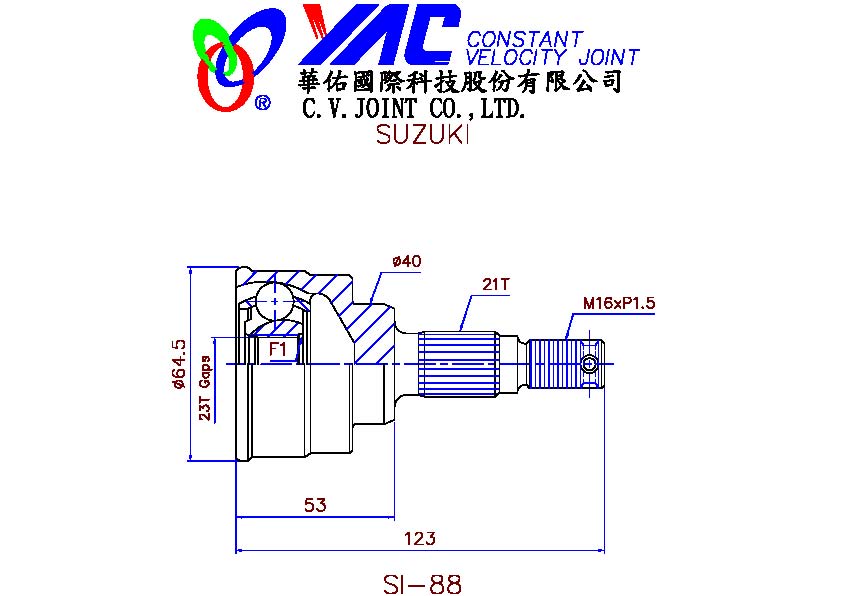 YAC CONSTANT
VELOCITY JOINT
®
華佑國際科技股份有限公司
C.V.JOINT CO.,LTD.
SUZUKI
ø40
21T
M16xP1.5
ø64.5
23T Gaps
F1
53
123
SI-88